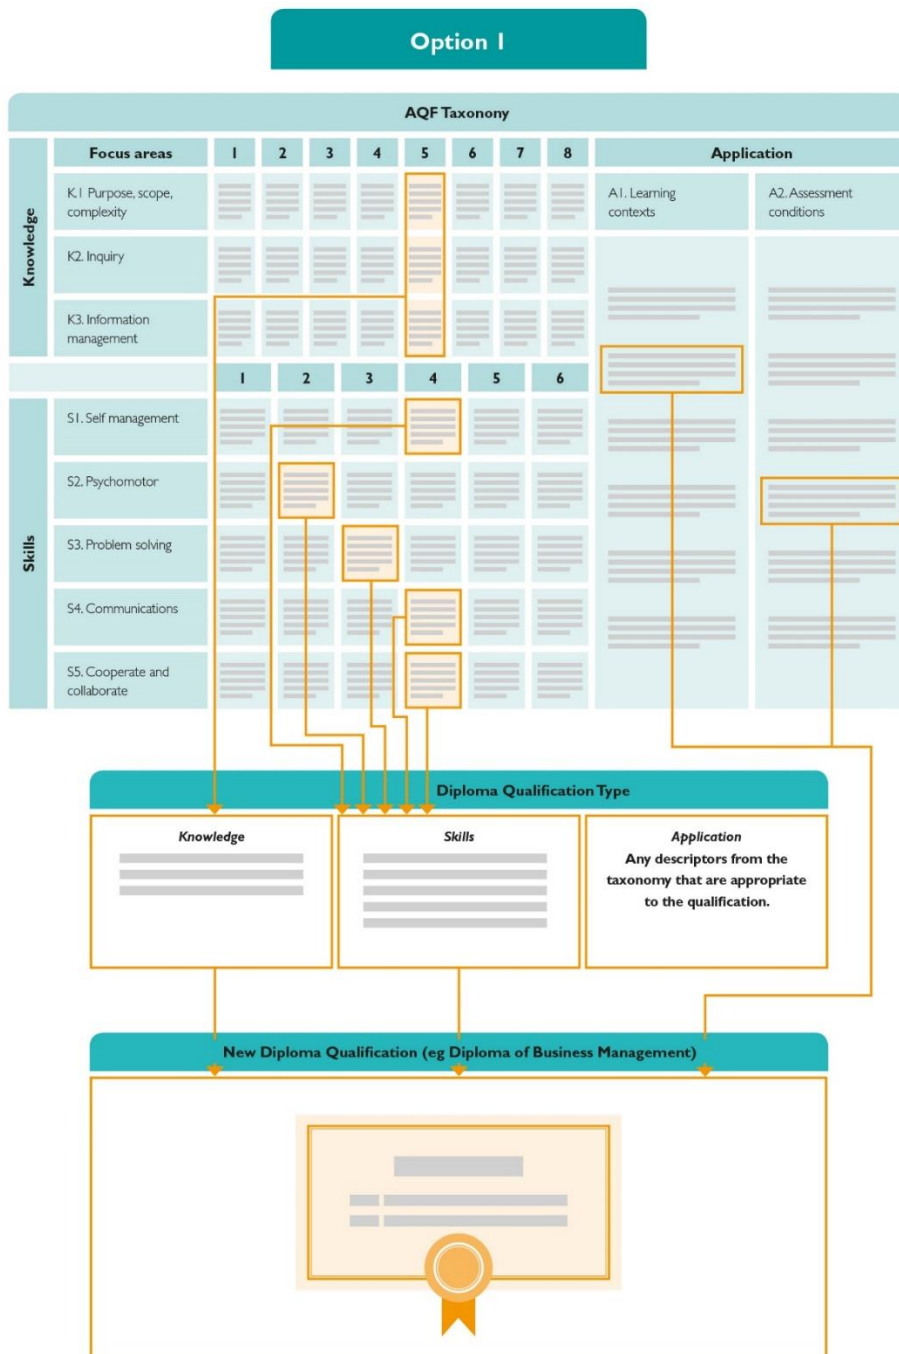 Option 1
AQF Taxonomy
Focus areas 1 2 3 4 5 6 7 8 Application
Knowledge
K.1 Purpose, scope,
complexity
A1. Learning
contexts
A2. Assessment
conditions
K2. Inquiry
K3. Information
management
1 2 3 4 5 6
Skills
S1. Self management
S2. Psychomotor
S3. Problem solving
S4. Communications
S5. Cooperate and
collaborate
Diploma Qualification Type
Knowledge
Skills
Application
Any descriptors from the
taxonomy that are appropriate
to the qualification.
New Diploma Qualification (eg Diploma of Business Management)